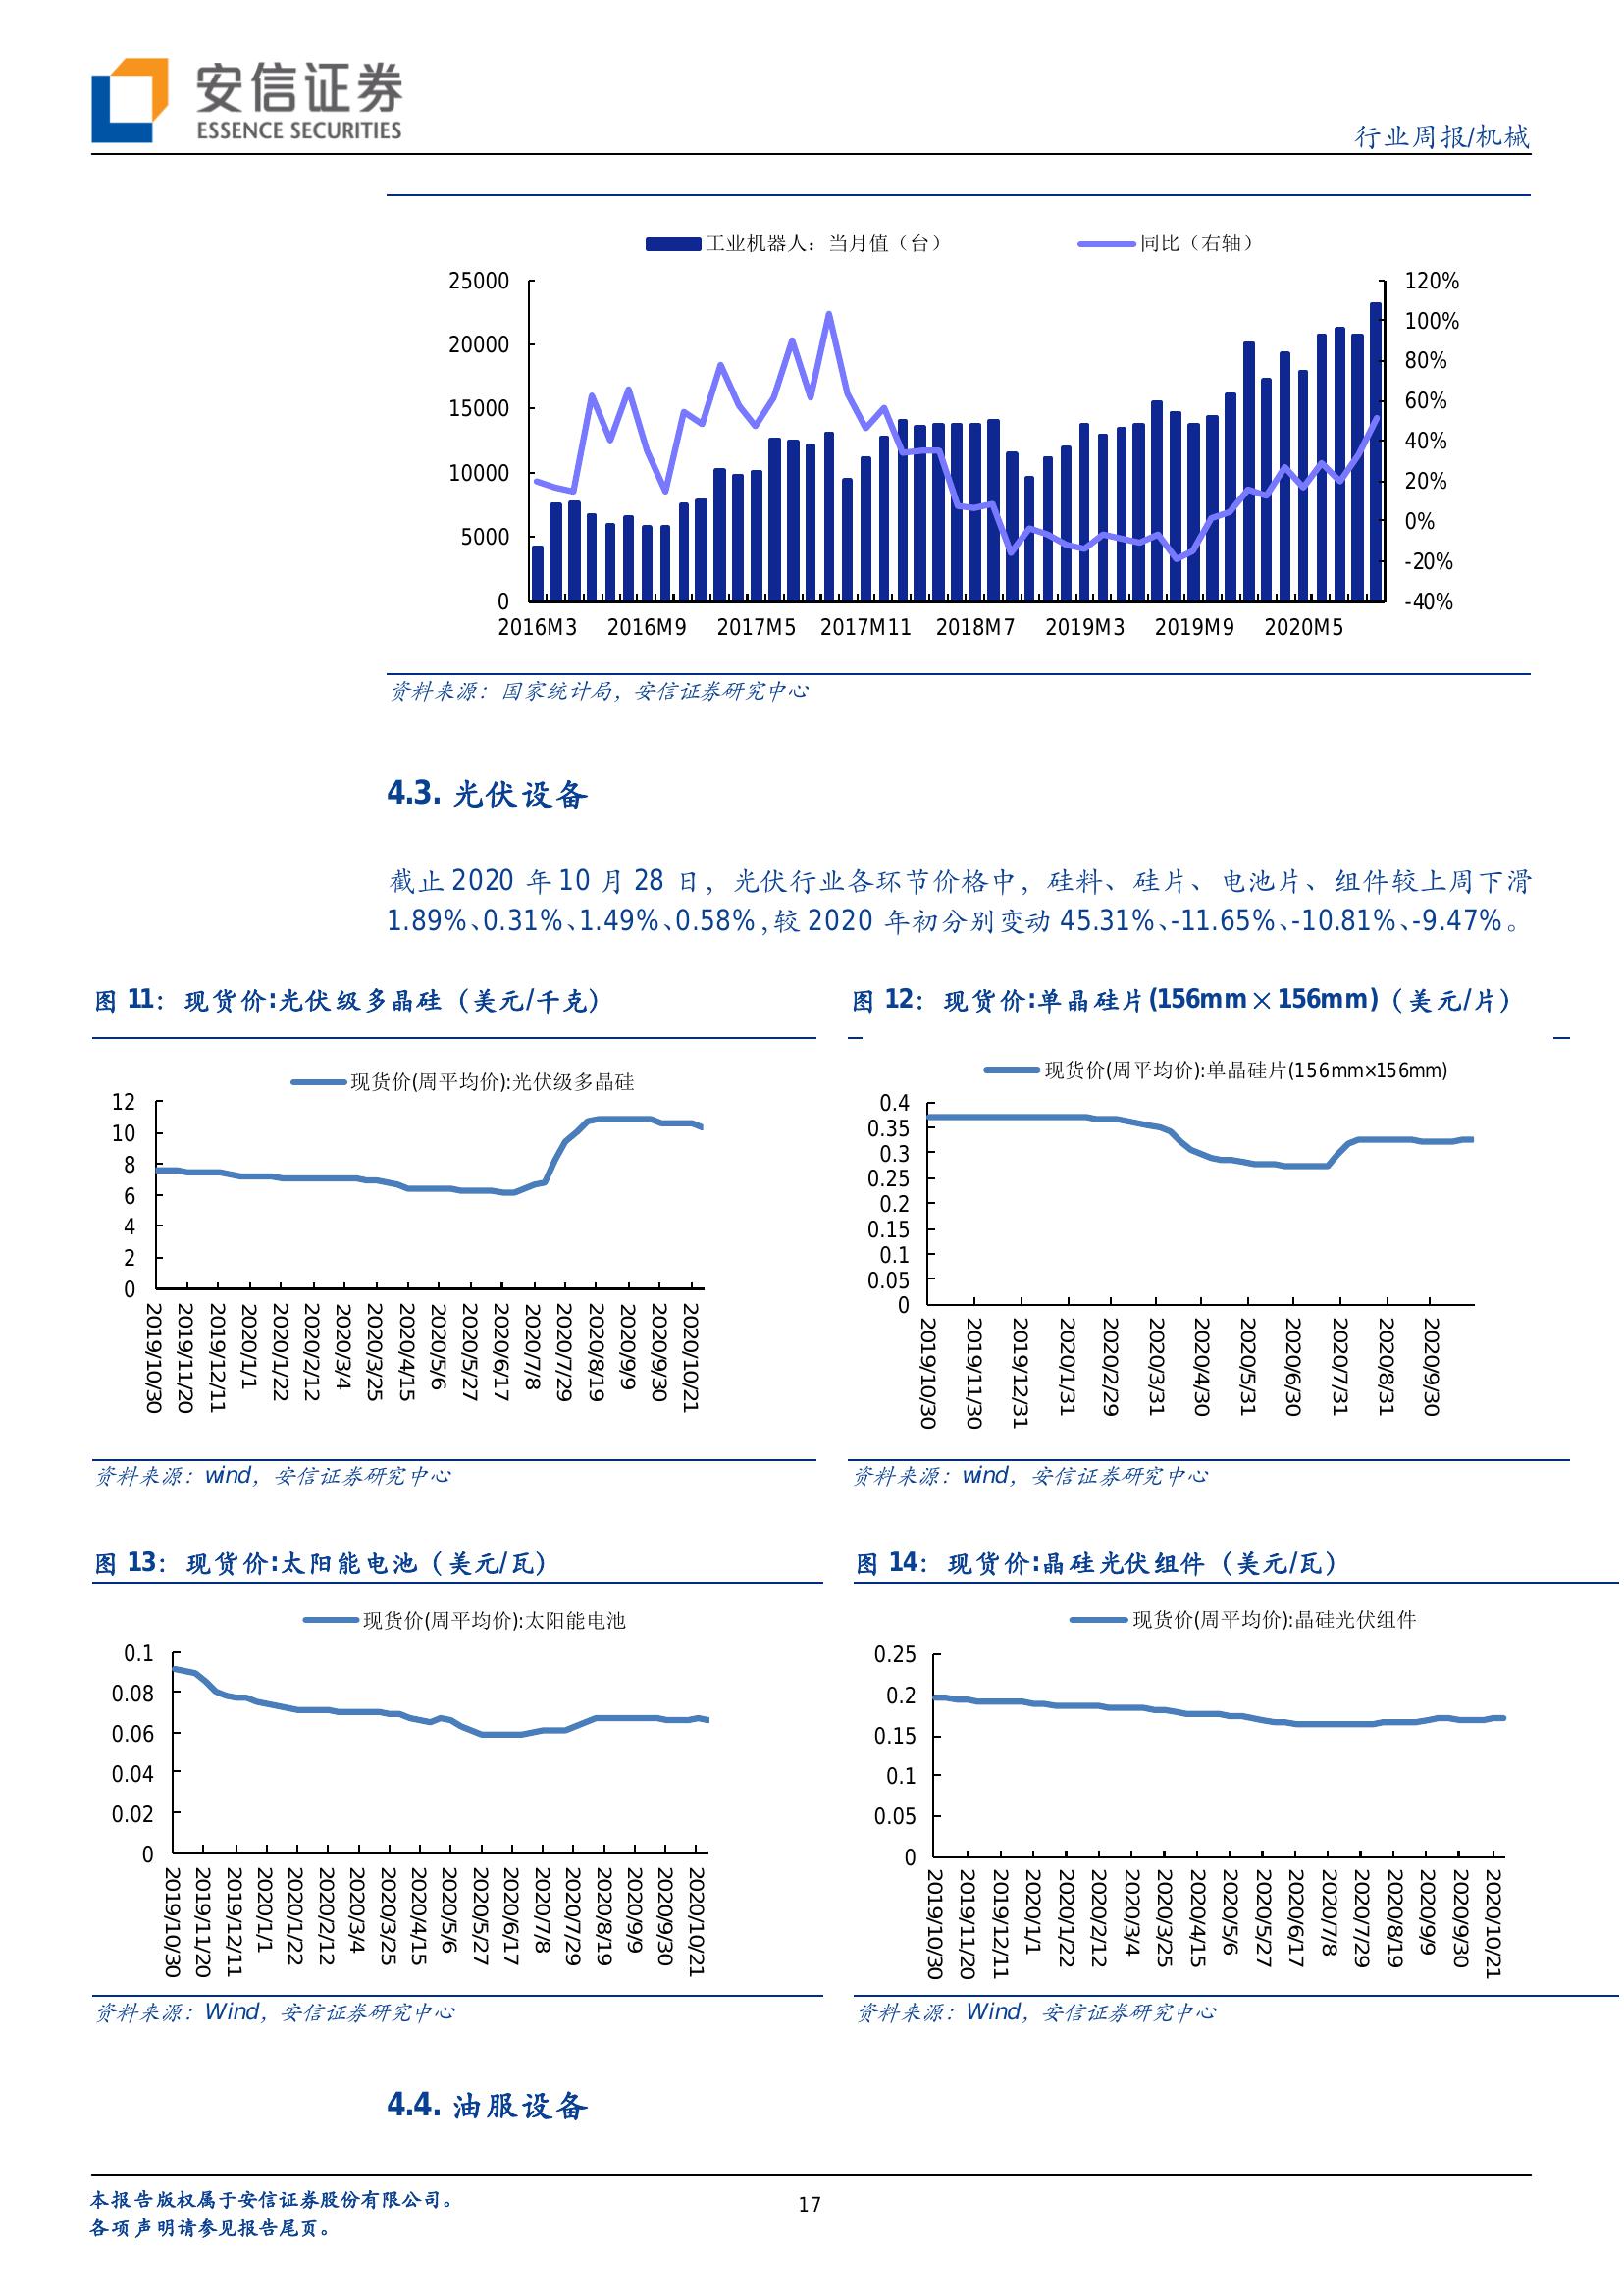 安信证券
ESSENCE SECURITIES
行业周报/机械
工业机器人：当月值（台） 同比（右轴）
25000
20000
15000
10000
5000
0
120%
100%
80%
60%
40%
20%
0%
-20%
-40%
2016M3 2016M9 2017M5 2017M11 2018M7 2019M3 2019M9 2020M5
资料来源：国家统计局，安信证券研究中心
4.3. 光伏设备
截止 2020 年 10 月 28 日，光伏行业各环节价格中，硅料、硅片、电池片、组件较上周下滑
1.89%、0.31%、1.49%、0.58%，较 2020 年初分别变动 45.31%、-11.65%、-10.81%、-9.47%。
图 11：现货价:光伏级多晶硅（美元/千克）
现货价(周平均价):光伏级多晶硅
12
10
8
6
4
2
0
2019/10/30 2019/11/20 2019/12/11 2020/1/1 2020/1/22 2020/2/12 2020/3/4 2020/3/25 2020/4/15 2020/5/6 2020/5/27 2020/6/17 2020/7/8 2020/7/29 2020/8/19 2020/9/9 2020/9/30 2020/10/21
资料来源：wind，安信证券研究中心
图 12：现货价:单晶硅片(156mm×156mm)（美元/片）
现货价(周平均价):单晶硅片(156mm×156mm)
0.4
0.35
0.3
0.25
0.2
0.15
0.1
0.05
0
2019/10/30 2019/11/30 2019/12/31 2020/1/31 2020/2/29 2020/3/31 2020/4/30 2020/5/31 2020/6/30 2020/7/31 2020/8/31 2020/9/30
资料来源：wind，安信证券研究中心
图 13：现货价:太阳能电池（美元/瓦）
现货价(周平均价):太阳能电池
0.1
0.08
0.06
0.04
0.02
0
2019/10/30 2019/11/20 2019/12/11 2020/1/1 2020/1/22 2020/2/12 2020/3/4 2020/3/25 2020/4/15 2020/5/6 2020/5/27 2020/6/17 2020/7/8 2020/7/29 2020/8/19 2020/9/9 2020/9/30 2020/10/21
资料来源：Wind，安信证券研究中心
图 14：现货价:晶硅光伏组件（美元/瓦）
现货价(周平均价):晶硅光伏组件
0.25
0.2
0.15
0.1
0.05
0
2019/10/30 2019/11/20 2019/12/11 2020/1/1 2020/1/22 2020/2/12 2020/3/4 2020/3/25 2020/4/15 2020/5/6 2020/5/27 2020/6/17 2020/7/8 2020/7/29 2020/8/19 2020/9/9 2020/9/30 2020/10/21
资料来源：Wind，安信证券研究中心
4.4. 油服设备
本报告版权属于安信证券股份有限公司。
各项声明请参见报告尾页。
17